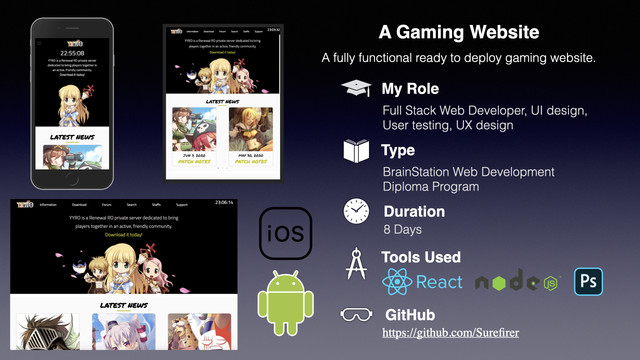 YYRO
22:55:08
YYRO is a Renewal RO private server dedicated to bring
players together in an active, friendly community.
Download it today!
LATEST NEWS
YYRO
Information
Download
Forum
Search
Staffs
Support
23:03:32
YYRO is a Renewal RO private server dedicated to bring
players together in an active, friendly community.
Download it today!
LATEST NEWS
JUN 9, 2020
PATCH NOTES
MAY 30, 2020
PATCH NOTES
YYRO
Information
Download
Forum
Search
Staffs
Support
23:06:14
YYRO is a Renewal RO private server dedicated to bring
players together in an active, friendly community.
Download it today!
LATEST NEWS
iOS
A Gaming Website
A fully functional ready to deploy gaming website.
My Role
Full Stack Web Developer, UI design,
User testing, UX design
Type
BrainStation Web Development
Diploma Program
Duration
8 Days
Tools Used
React
node
JS
Ps
GitHub
https://github.com/Surefirer